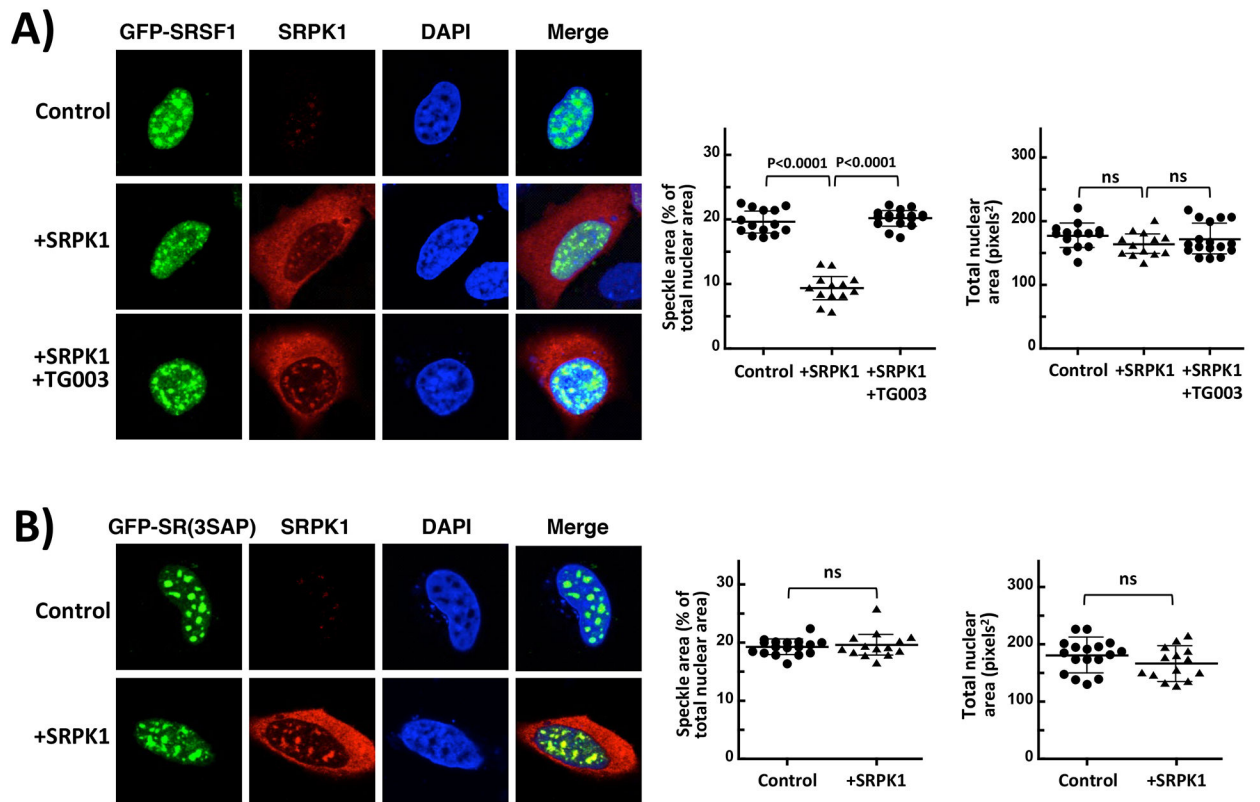 A)
GFP-SRSF1 SRPK1 DAPI Merge
Control
+SRPK1
+SRPK1
+TG003
Speckle area (% of
total nuclear area)
30
20
10
0
P<0.0001 P<0.0001
Control +SRPK1 +SRPK1
+TG003
Total nuclear
area (pixels²)
300
200
100
0
ns ns
Control +SRPK1 +SRPK1
+TG003
B)
GFP-SR(3SAP) SRPK1 DAPI Merge
Control
+SRPK1
Speckle area (% of
total nuclear area)
30
20
10
0
ns
Control +SRPK1
Total nuclear
area (pixels²)
300
200
100
0
ns
Control +SRPK1